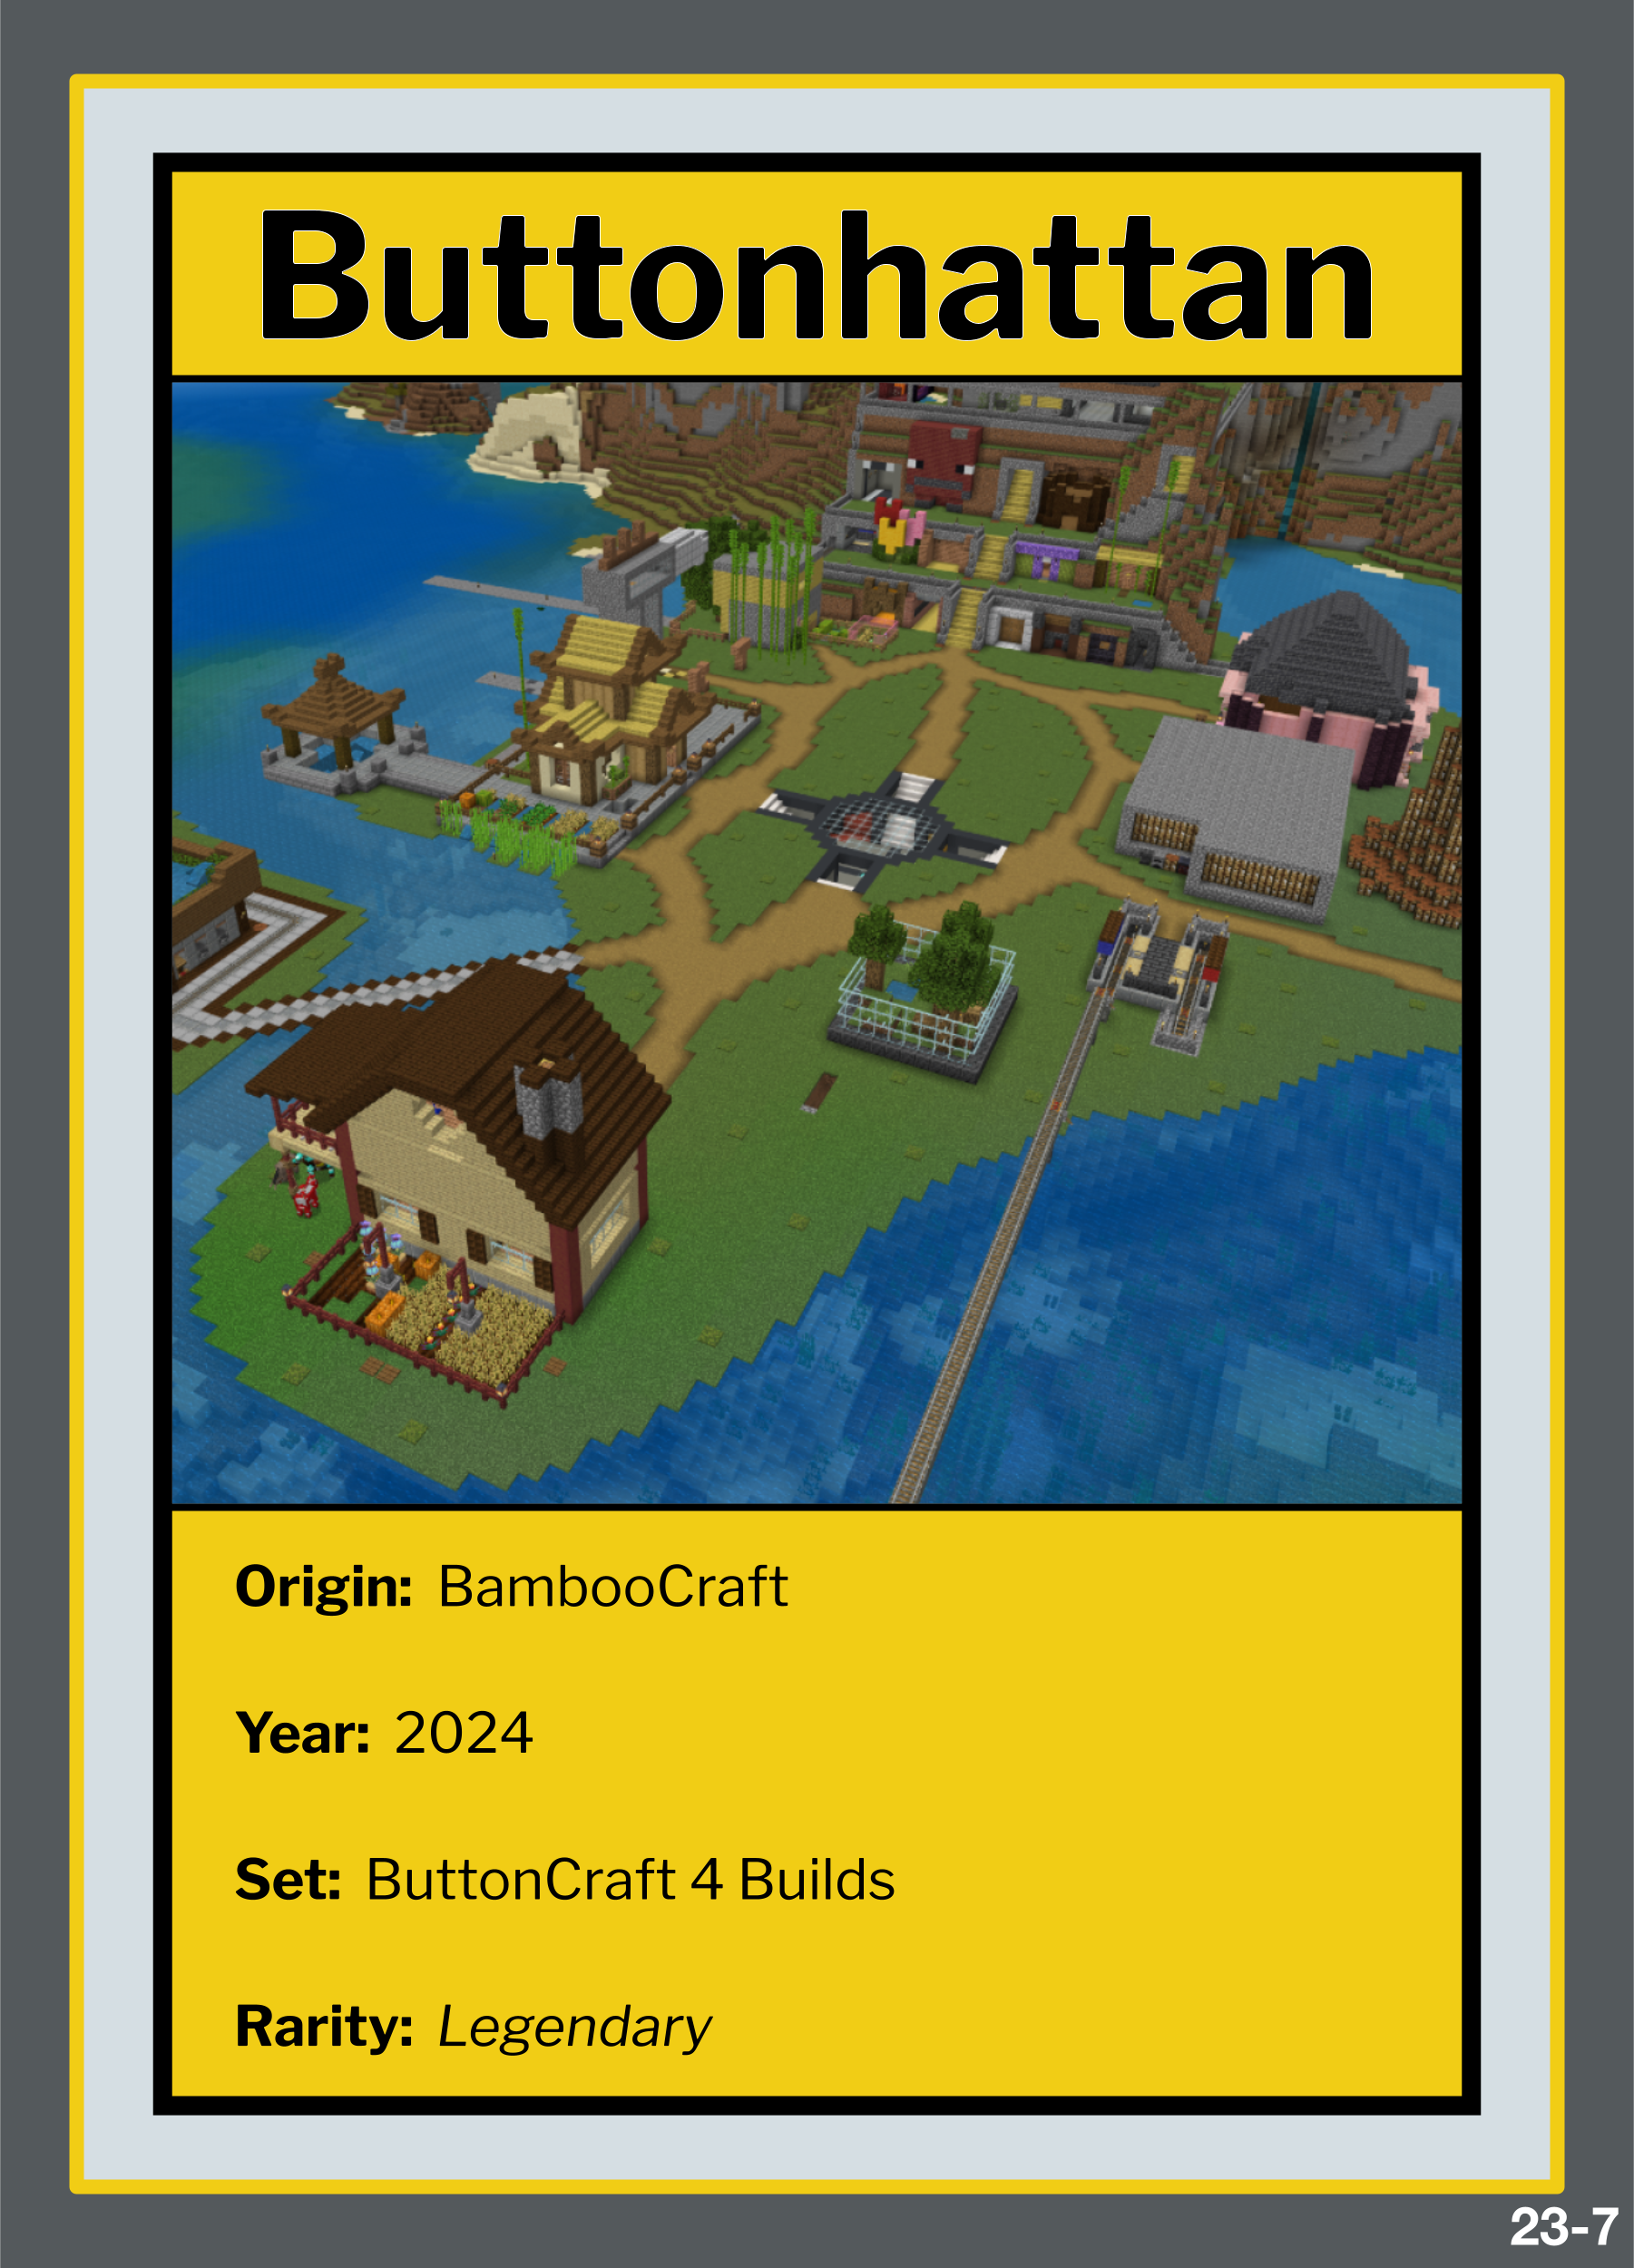 Buttonhattan
Origin: BambooCraft
Year: 2024
Set: ButtonCraft 4 Builds
Rarity: Legendary
23-7